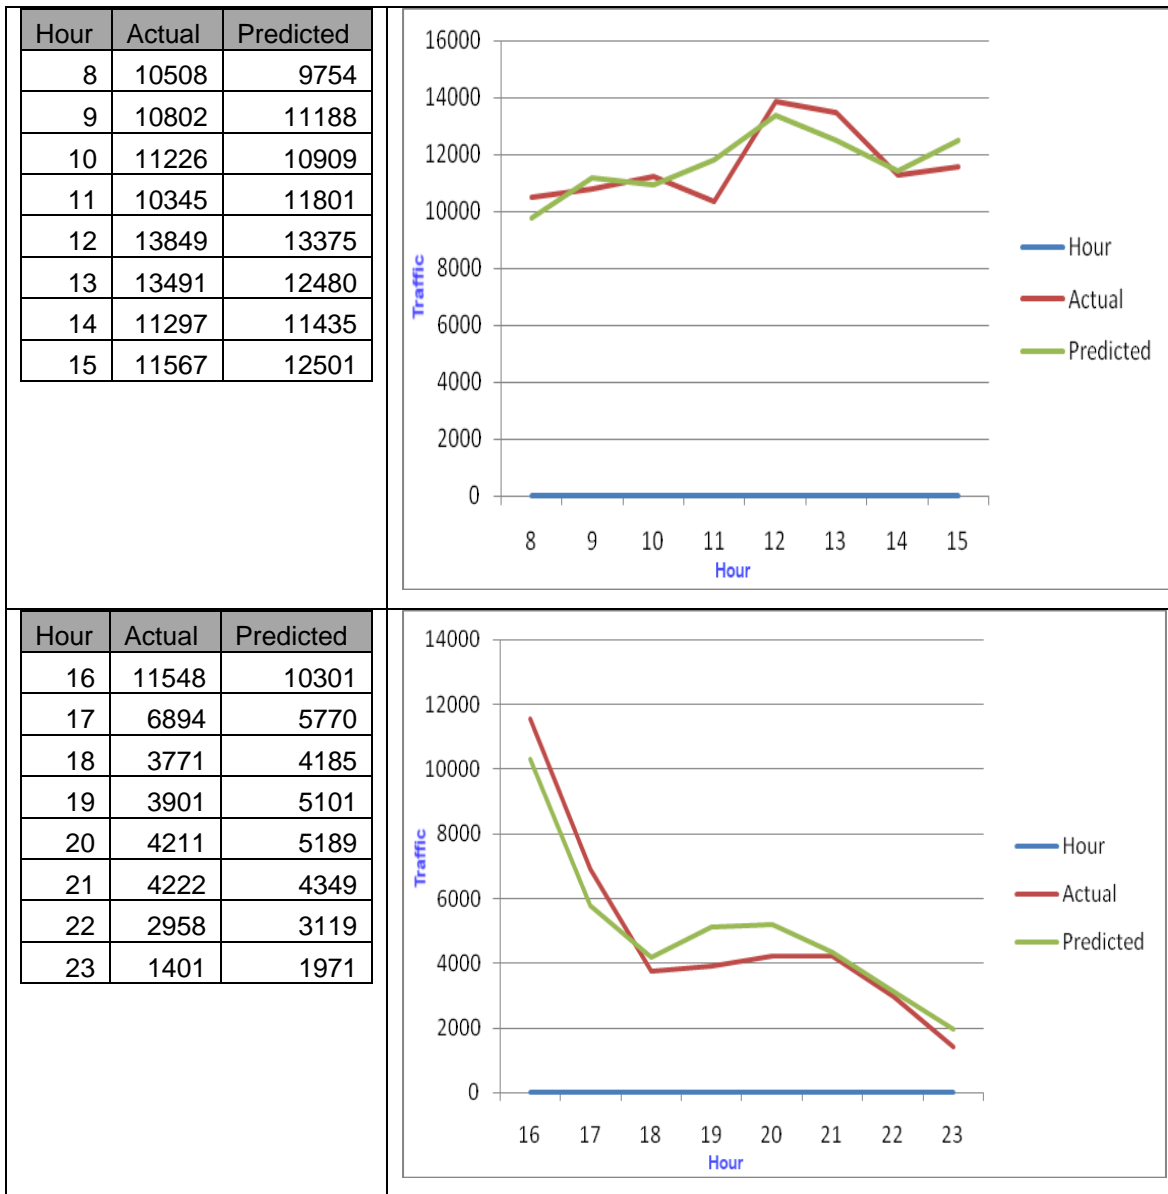 Hour Actual Predicted
8 10508 9754
9 10802 11188
10 11226 10909
11 10345 11801
12 13849 13375
13 13491 12480
14 11297 11435
15 11567 12501
16000
14000
12000
10000
8000
6000
4000
2000
0
Traffic
8 9 10 11 12 13 14 15
Hour
Hour
Actual
Predicted
Hour Actual Predicted
16 11548 10301
17 6894 5770
18 3771 4185
19 3901 5101
20 4211 5189
21 4222 4349
22 2958 3119
23 1401 1971
14000
12000
10000
8000
6000
4000
2000
0
Traffic
16 17 18 19 20 21 22 23
Hour
Hour
Actual
Predicted